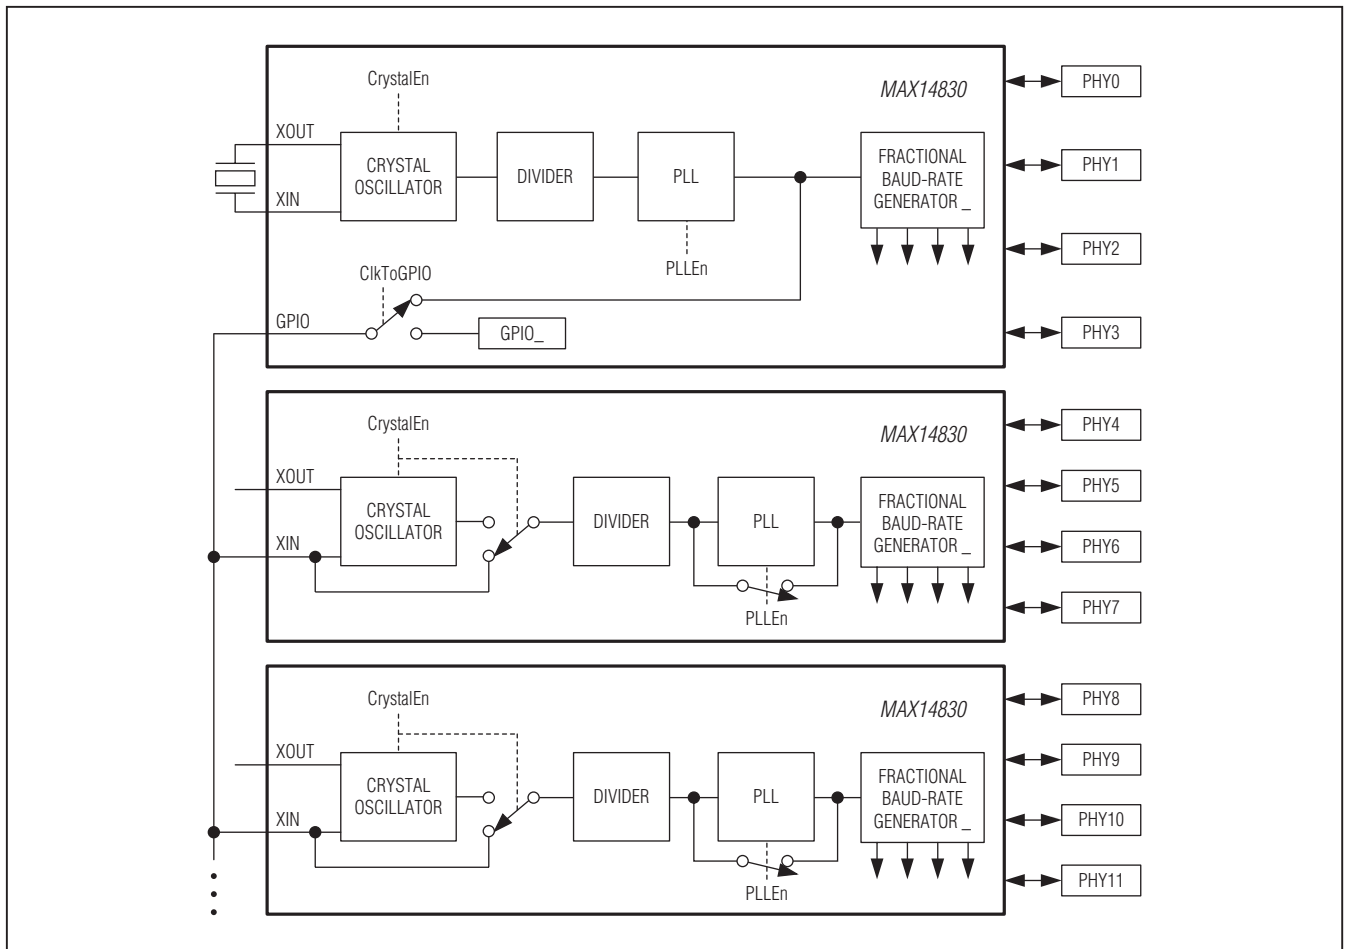 CrystalEn
MAX14830
PHY0
XOUT
CRYSTAL
OSCILLATOR
DIVIDER
PLL
FRACTIONAL
BAUD-RATE
GENERATOR _
PHY1
XIN
PHY2
ClkToGPIO
PLLEn
GPIO
GPIO_
PHY3
CrystalEn
MAX14830
PHY4
XOUT
CRYSTAL
OSCILLATOR
DIVIDER
PLL
FRACTIONAL
BAUD-RATE
GENERATOR _
PHY5
XIN
PHY6
PLLEn
PHY7
CrystalEn
MAX14830
PHY8
XOUT
CRYSTAL
OSCILLATOR
DIVIDER
PLL
FRACTIONAL
BAUD-RATE
GENERATOR _
PHY9
XIN
PHY10
PLLEn
PHY11